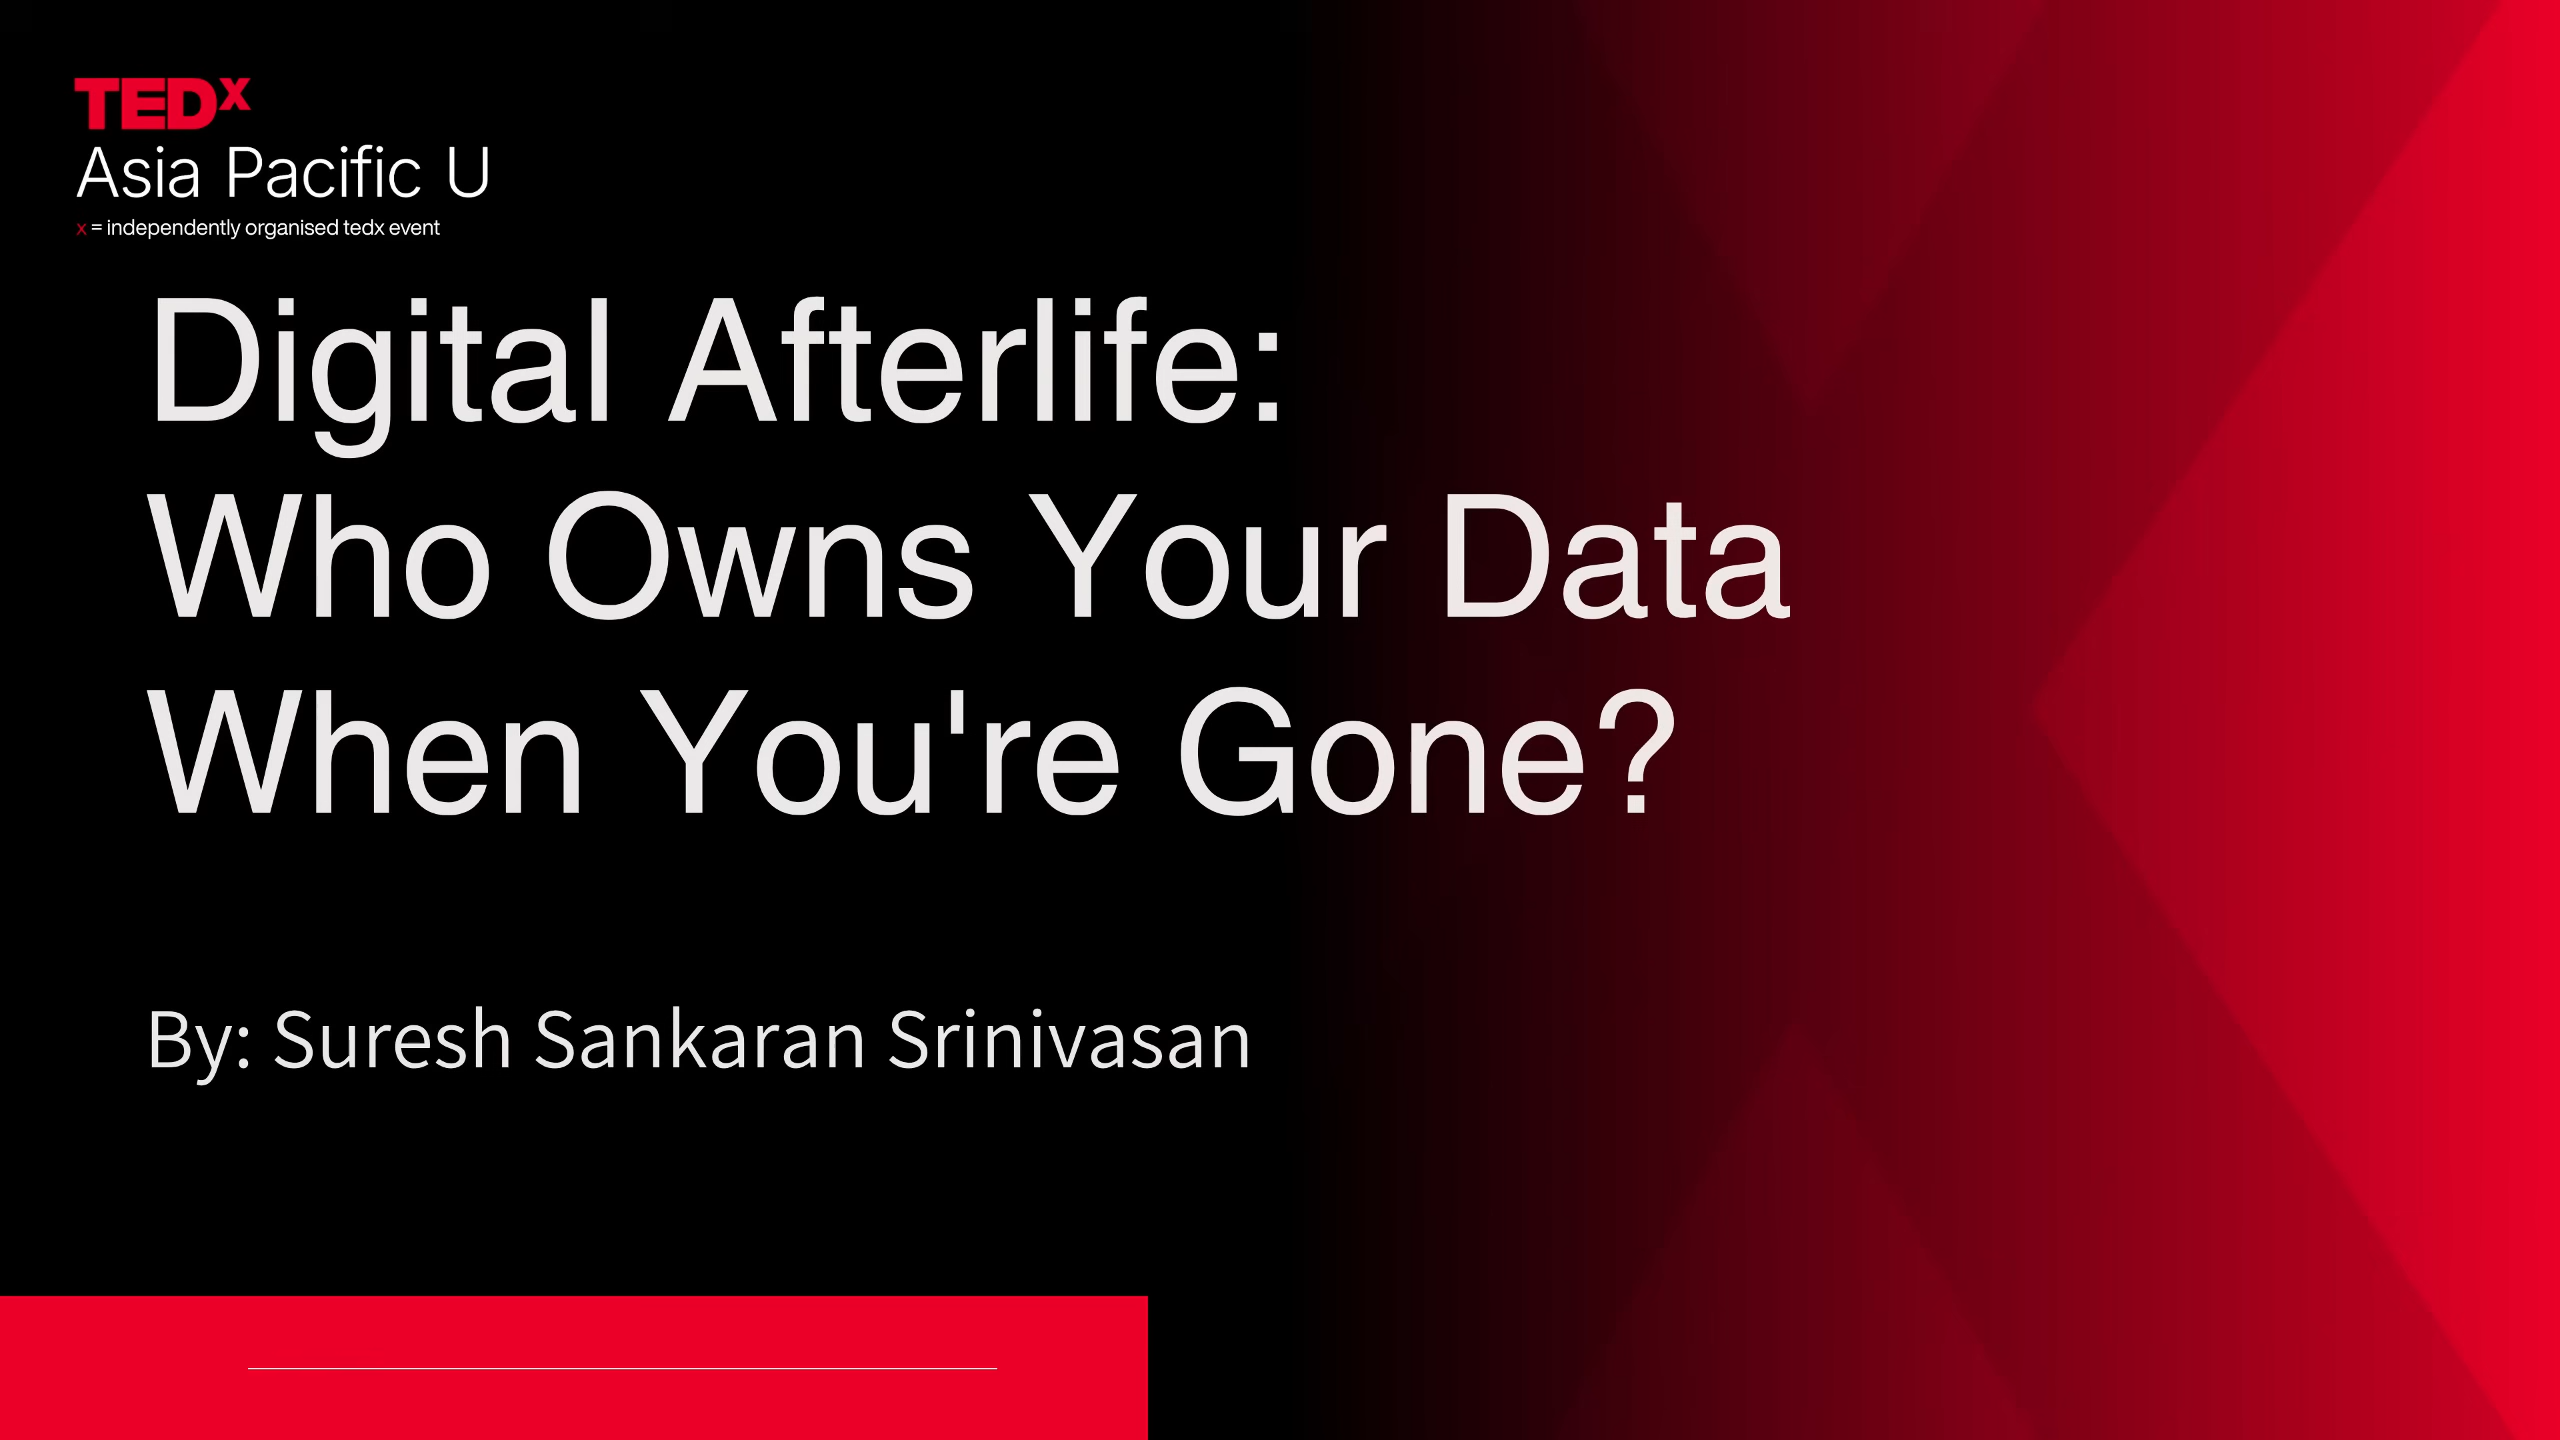 TEDx
Asia Pacific U
x = independently organised tedx event
Digital Afterlife:
Who Owns Your Data
When You're Gone?
By: Suresh Sankaran Srinivasan